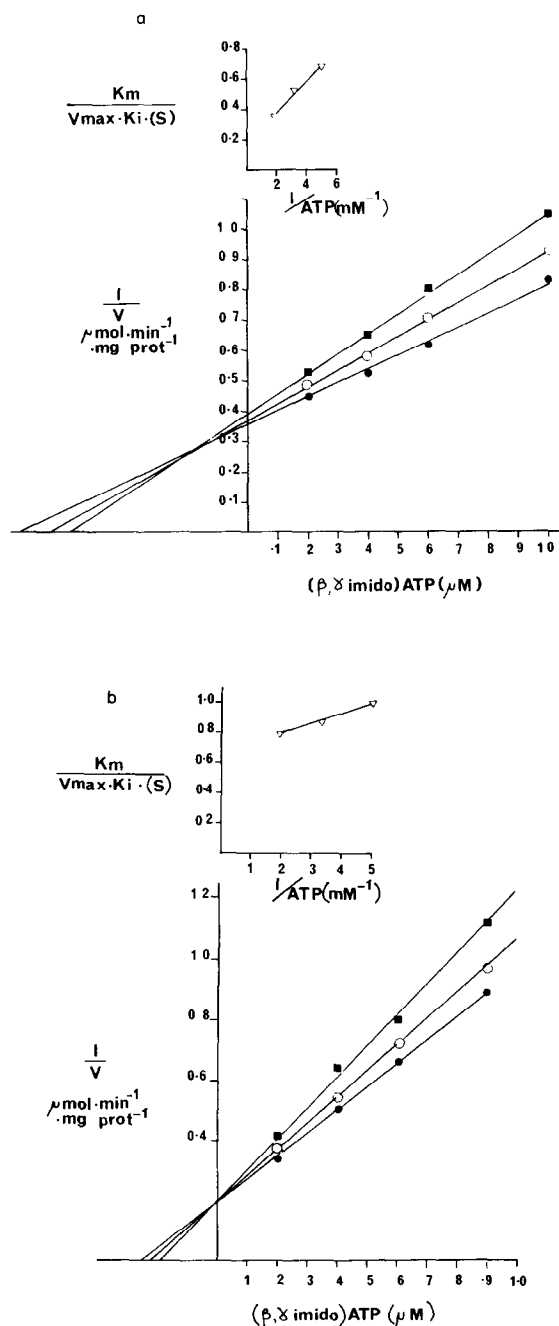 a
0·8
0·6
0·4
0·2
Km
Vmax·Ki·(S)
2 4 6
1/ATP(mM⁻¹)
1.0
0.9
0.8
0.7
0.6
0.5
0·4
0·3
0·2
0·1
1
V
μmol·min⁻¹
·mg prot⁻¹
·1 2 3 4 5 6 7 8 9 1 0
(β,γ imido)ATP(μM)
b
1·0
0·8
0·6
0·4
0·2
Km
Vmax·Ki·(S)
1 2 3 4 5
1/ATP(mM⁻¹)
1 2
1.0
0·8
0·6
0·4
1
V
μmol·min⁻¹
·mg prot⁻¹
1 2 3 4 5 6 7 8 ·9 1·0
(β,γ imido)ATP (μM)